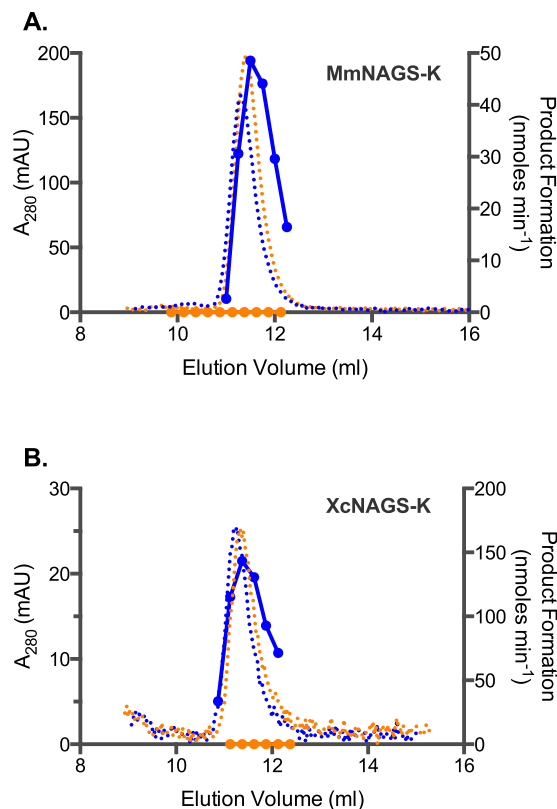 A.
MmNAGS-K
200
150
100
50
0
50
40
30
20
10
0
A280 (mAU)
Product Formation
(nmoles min-1)
8
10
12
14
16
Elution Volume (ml)
B.
XcNAGS-K
30
20
10
0
200
150
100
50
0
A280 (mAU)
Product Formation
(nmoles min-1)
8
10
12
14
16
Elution Volume (ml)